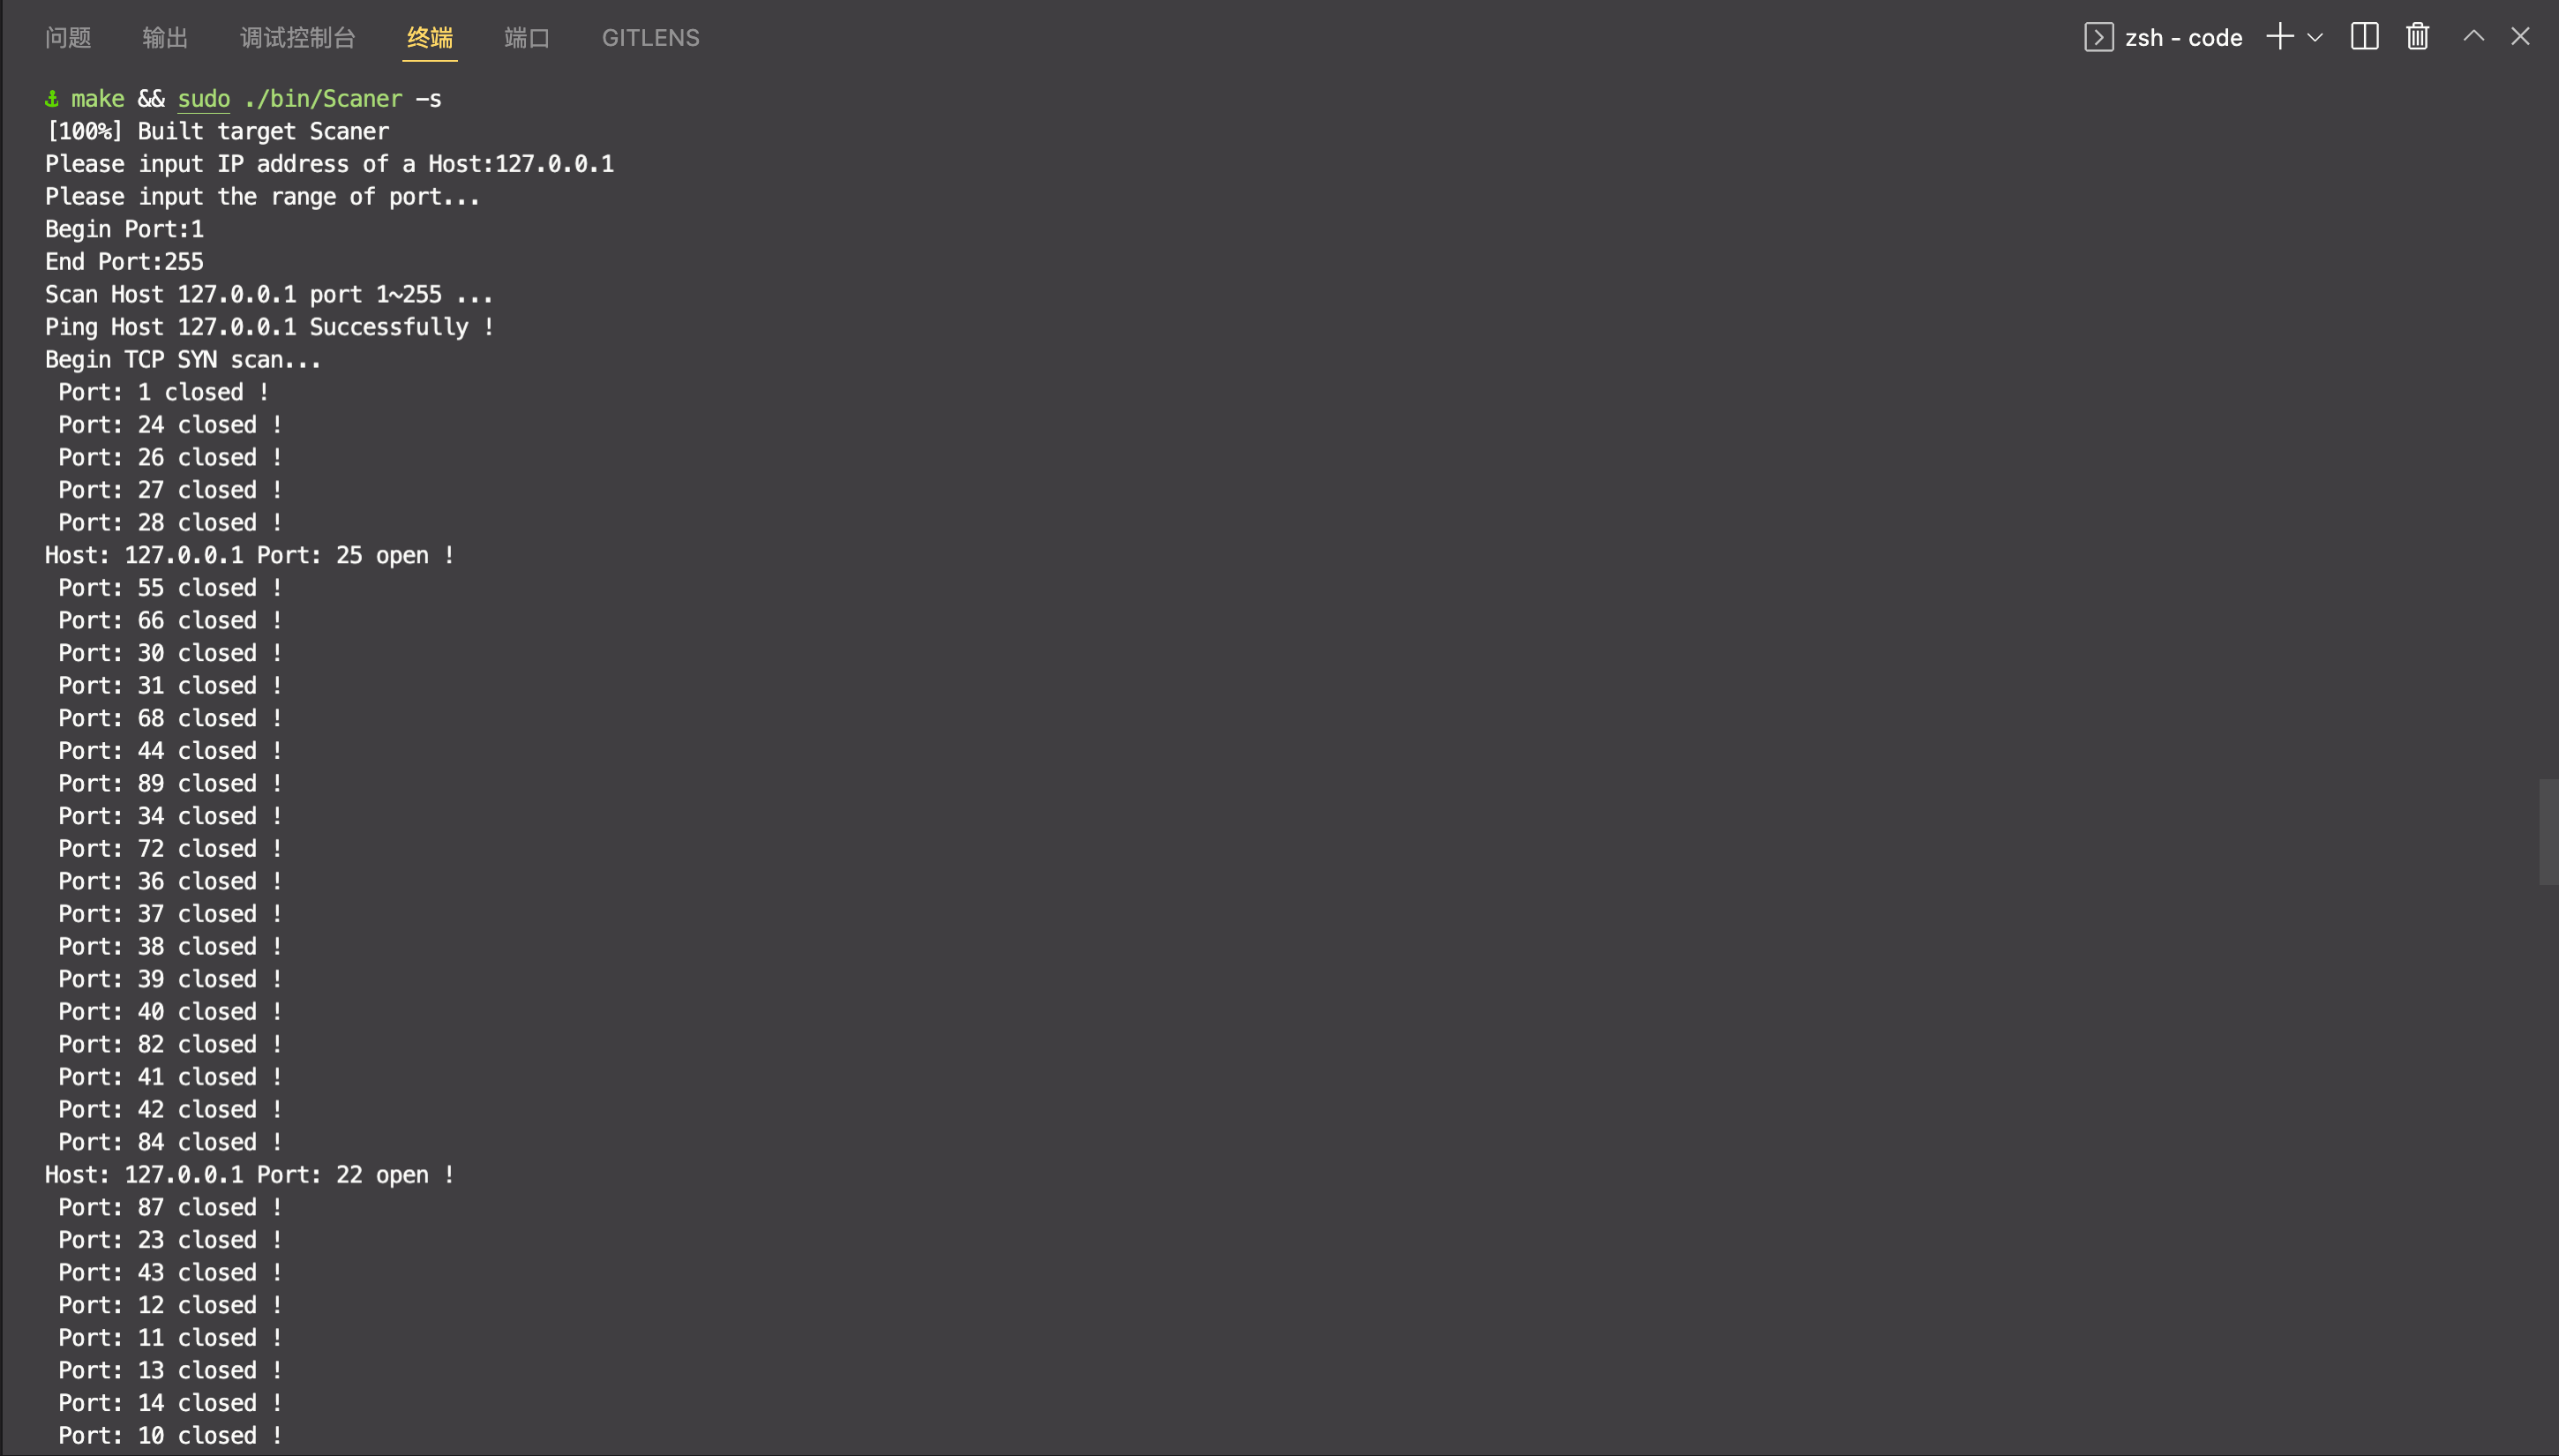 问题 输出 调试控制台 终端 端口 GITLENS zsh - code
make && sudo ./bin/Scaner -s
[100%] Built target Scaner
Please input IP address of a Host:127.0.0.1
Please input the range of port...
Begin Port:1
End Port:255
Scan Host 127.0.0.1 port 1~255 ...
Ping Host 127.0.0.1 Successfully !
Begin TCP SYN scan...
Port: 1 closed !
Port: 24 closed !
Port: 26 closed !
Port: 27 closed !
Port: 28 closed !
Host: 127.0.0.1 Port: 25 open !
Port: 55 closed !
Port: 66 closed !
Port: 30 closed !
Port: 31 closed !
Port: 68 closed !
Port: 44 closed !
Port: 89 closed !
Port: 34 closed !
Port: 72 closed !
Port: 36 closed !
Port: 37 closed !
Port: 38 closed !
Port: 39 closed !
Port: 40 closed !
Port: 82 closed !
Port: 41 closed !
Port: 42 closed !
Port: 84 closed !
Host: 127.0.0.1 Port: 22 open !
Port: 87 closed !
Port: 23 closed !
Port: 43 closed !
Port: 12 closed !
Port: 11 closed !
Port: 13 closed !
Port: 14 closed !
Port: 10 closed !